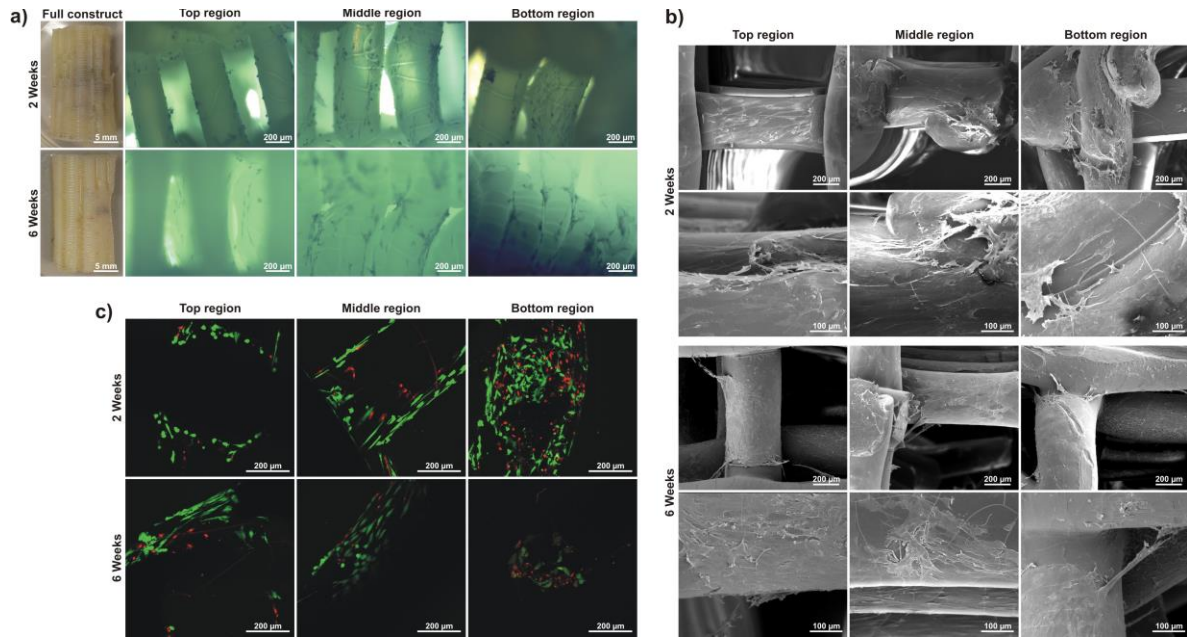 a)
Full construct Top region Middle region Bottom region
2 Weeks
5 mm 200 µm 200 µm 200 µm
6 Weeks
5 mm 200 µm 200 µm 200 µm
b)
Top region Middle region Bottom region
2 Weeks
200 µm 200 µm 200 µm
100 µm 100 µm 100 µm
6 Weeks
200 µm 200 µm 200 µm
100 µm 100 µm 100 µm
c)
Top region Middle region Bottom region
2 Weeks
200 µm 200 µm 200 µm
6 Weeks
200 µm 200 µm 200 µm